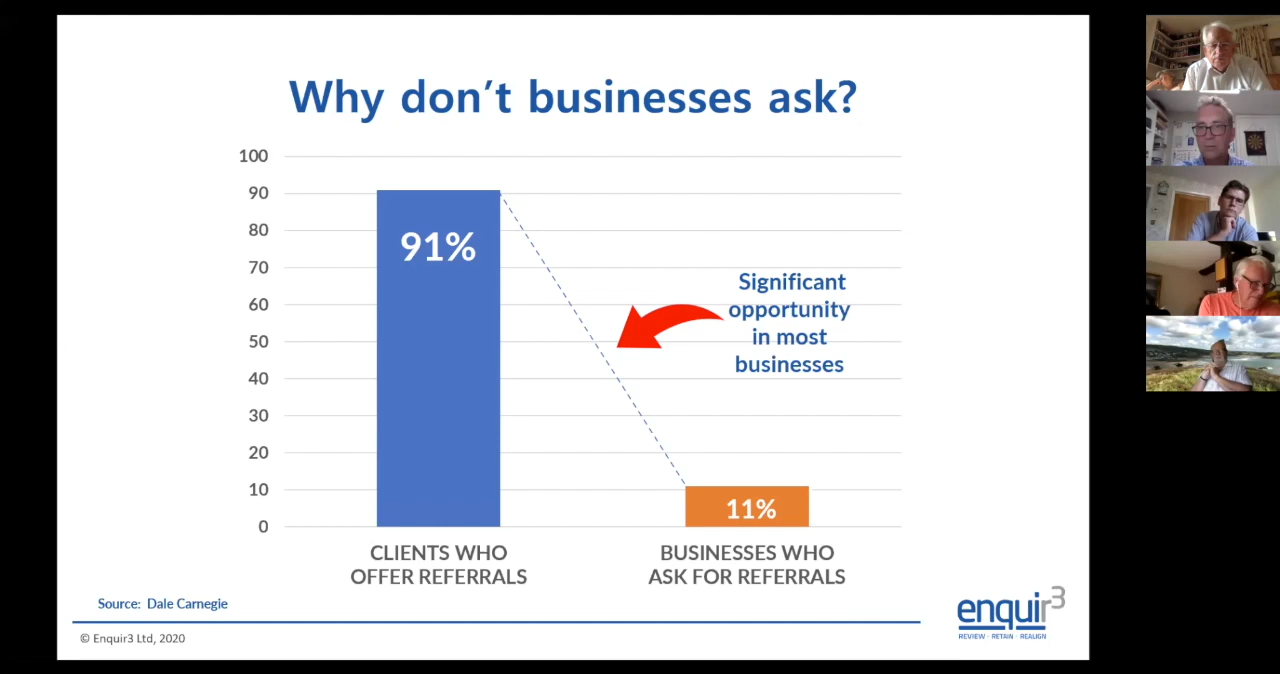 Why don't businesses ask?
100
90
80
70
60
50
40
30
20
10
0
91%
Significant
opportunity
in most
businesses
11%
CLIENTS WHO
OFFER REFERRALS
BUSINESSES WHO
ASK FOR REFERRALS
Source: Dale Carnegie
© Enquir3 Ltd, 2020
enquir3
REVIEW · RETAIN · REALIGN